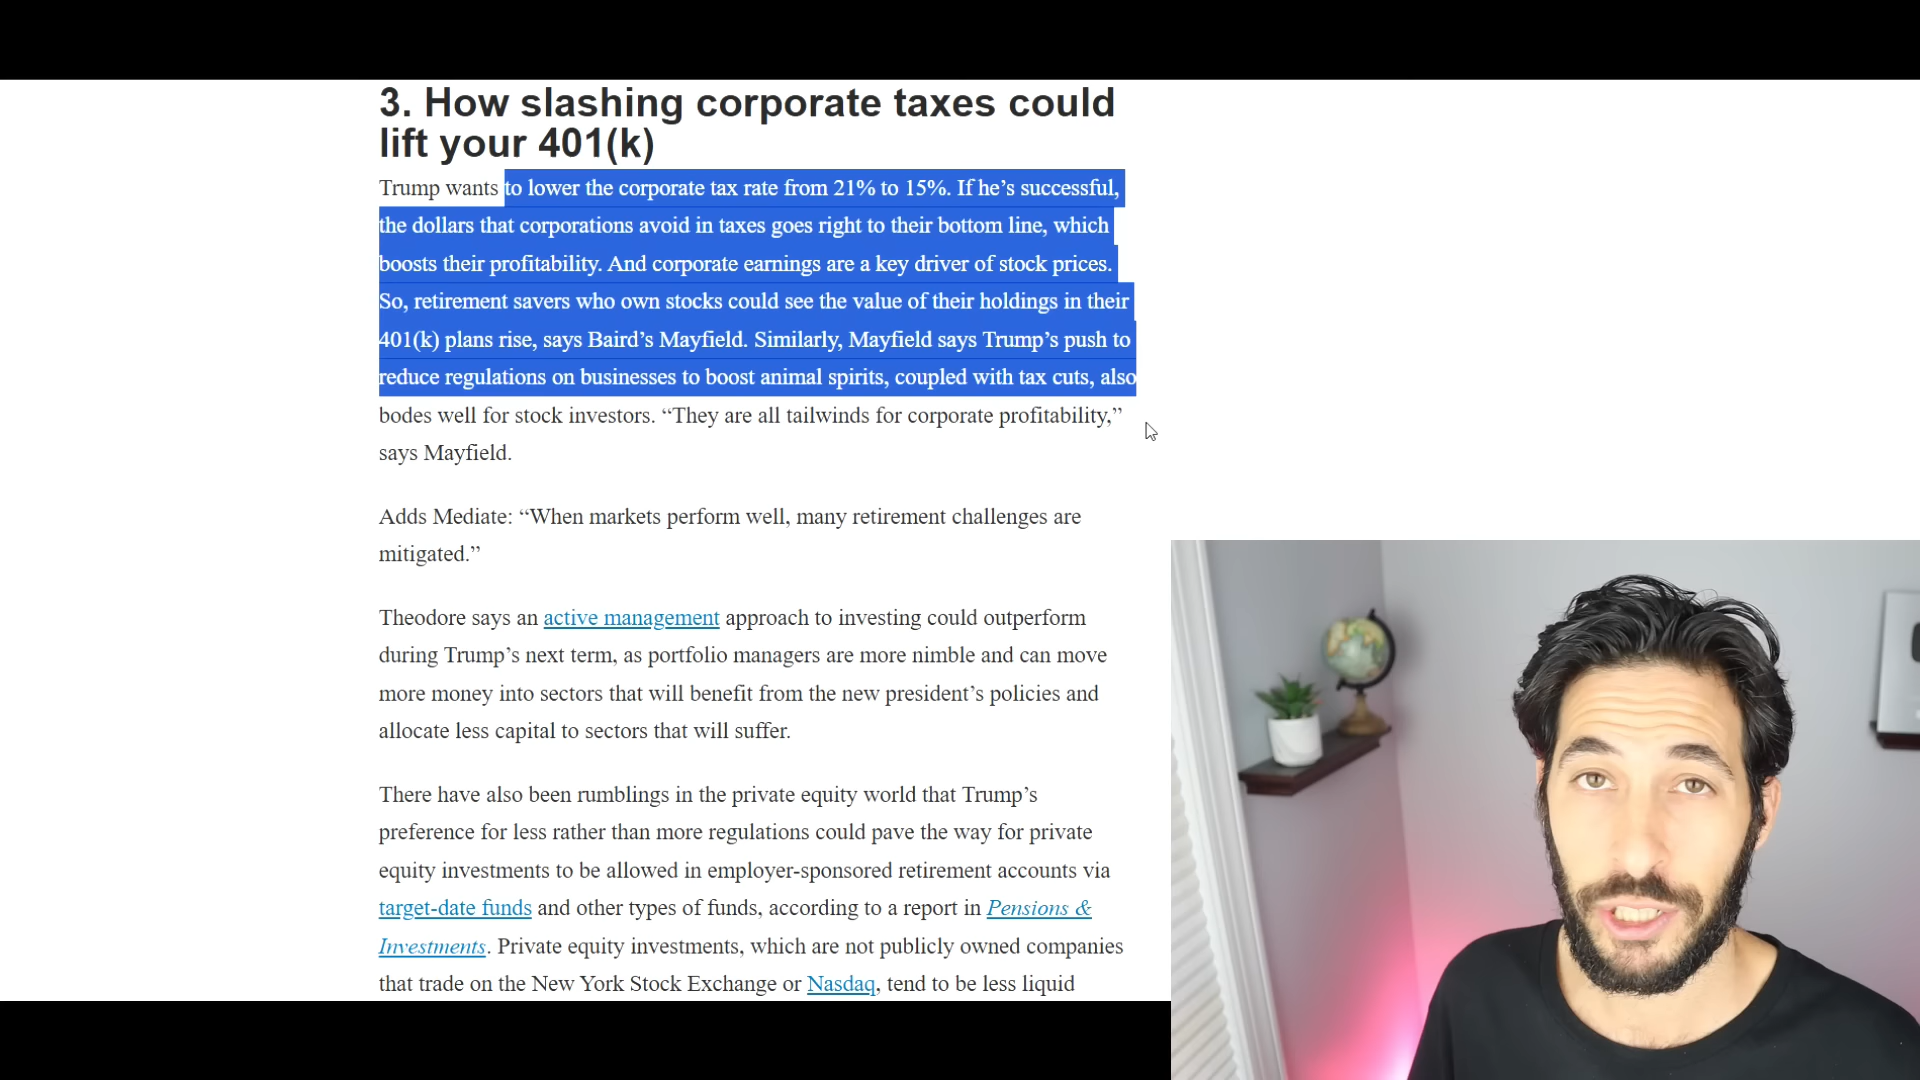 3. How slashing corporate taxes could
lift your 401(k)
Trump wants to lower the corporate tax rate from 21% to 15%. If he’s successful,
the dollars that corporations avoid in taxes goes right to their bottom line, which
boosts their profitability. And corporate earnings are a key driver of stock prices.
So, retirement savers who own stocks could see the value of their holdings in their
401(k) plans rise, says Baird’s Mayfield. Similarly, Mayfield says Trump’s push to
reduce regulations on businesses to boost animal spirits, coupled with tax cuts, also
bodes well for stock investors. “They are all tailwinds for corporate profitability,”
says Mayfield.
Adds Mediate: “When markets perform well, many retirement challenges are
mitigated.”
Theodore says an active management approach to investing could outperform
during Trump’s next term, as portfolio managers are more nimble and can move
more money into sectors that will benefit from the new president’s policies and
allocate less capital to sectors that will suffer.
There have also been rumblings in the private equity world that Trump’s
preference for less rather than more regulations could pave the way for private
equity investments to be allowed in employer-sponsored retirement accounts via
target-date funds and other types of funds, according to a report in Pensions &
Investments. Private equity investments, which are not publicly owned companies
that trade on the New York Stock Exchange or Nasdaq, tend to be less liquid